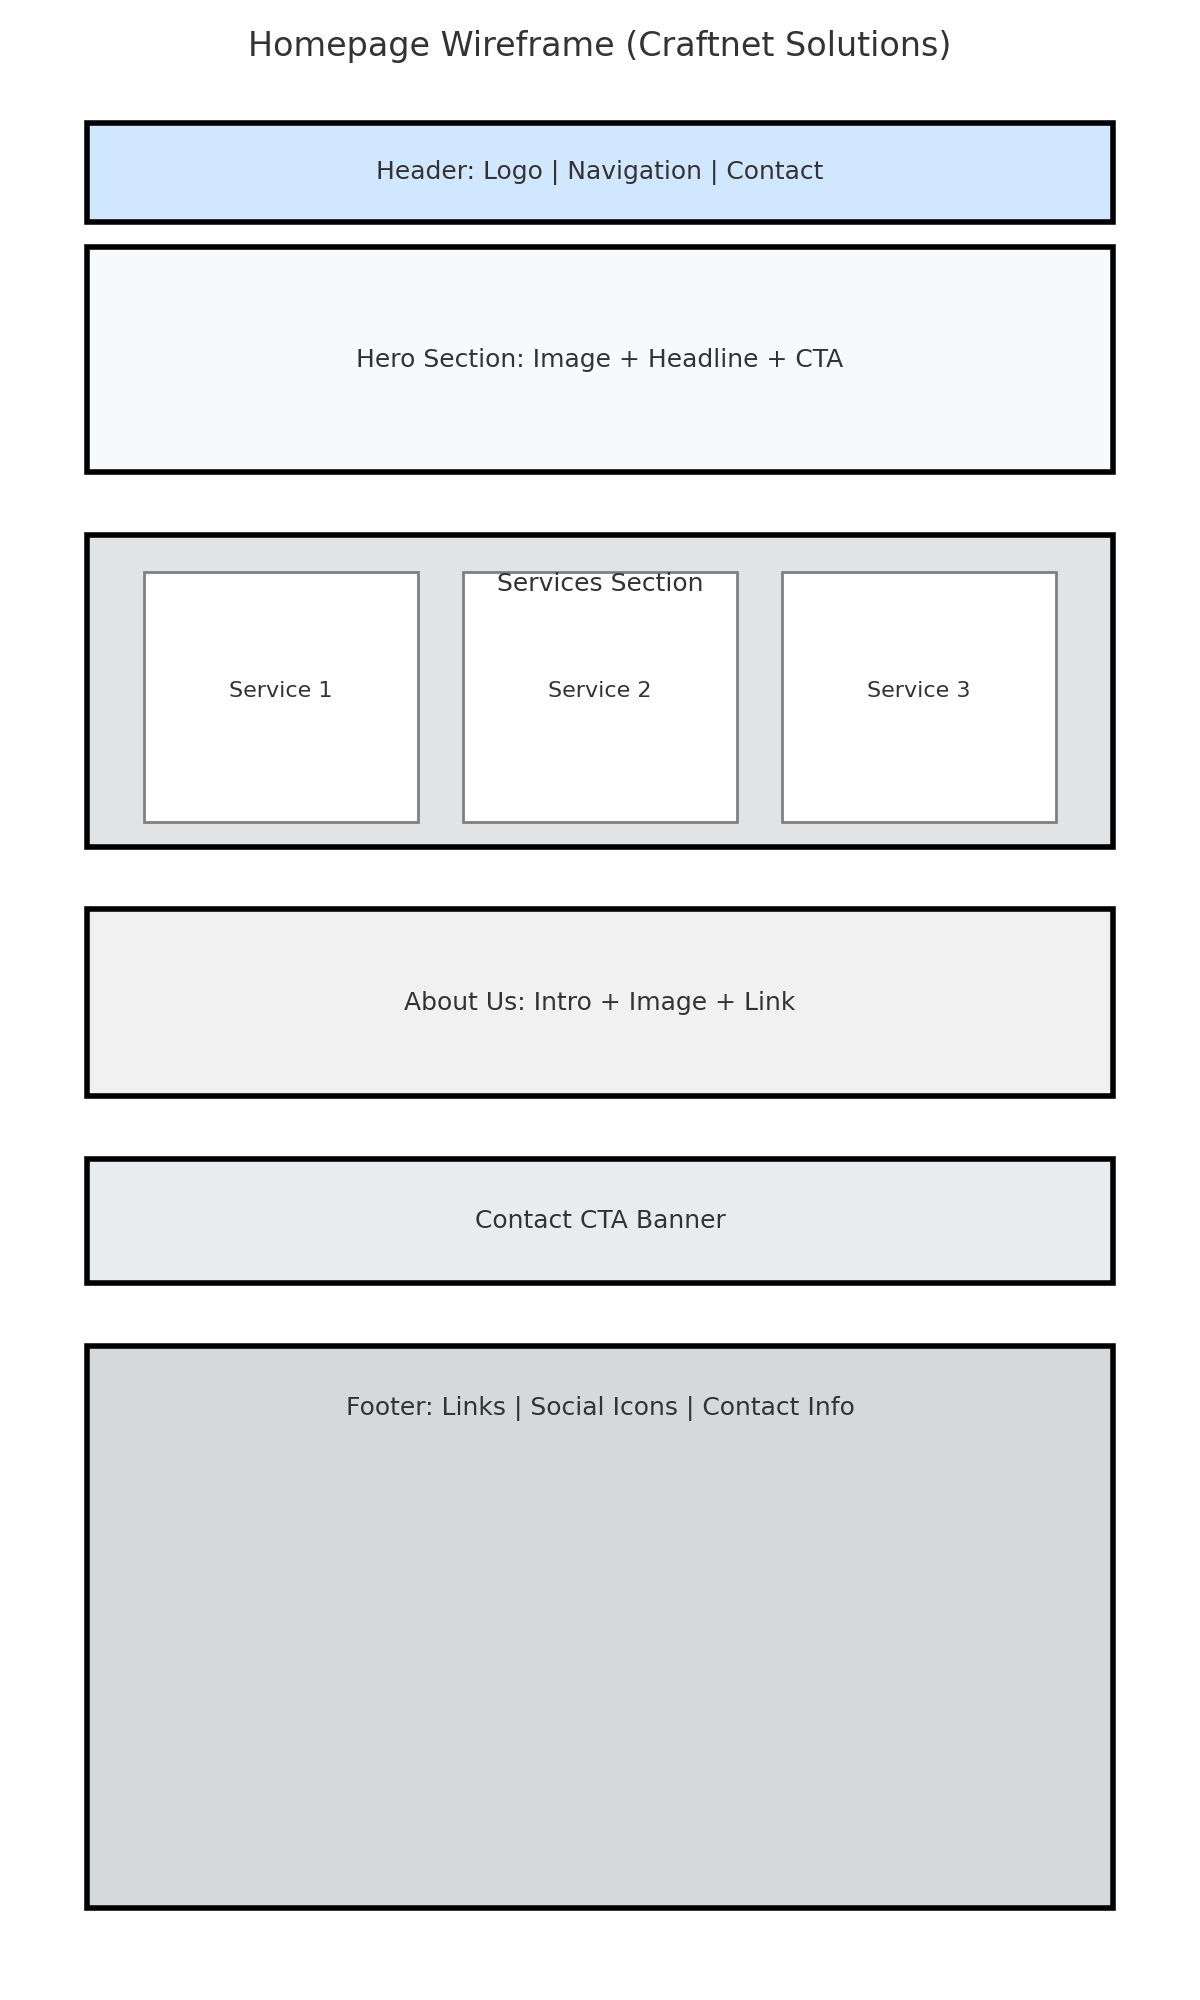 Homepage Wireframe (Craftnet Solutions)
Header: Logo | Navigation | Contact
Hero Section: Image + Headline + CTA
Services Section
Service 1
Service 2
Service 3
About Us: Intro + Image + Link
Contact CTA Banner
Footer: Links | Social Icons | Contact Info